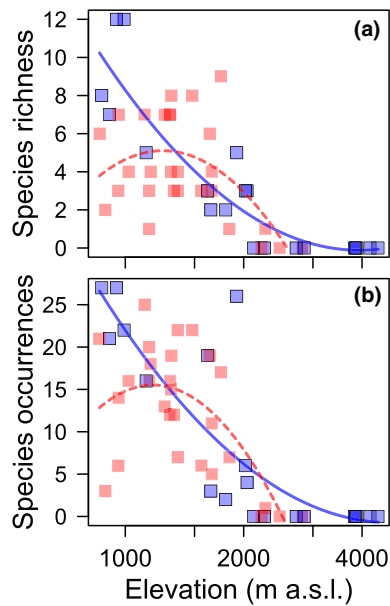 (a)
Species richness
12
10
8
6
4
2
0
(b)
Species occurrences
25
20
15
10
5
0
1000 2000 4000
Elevation (m a.s.l.)